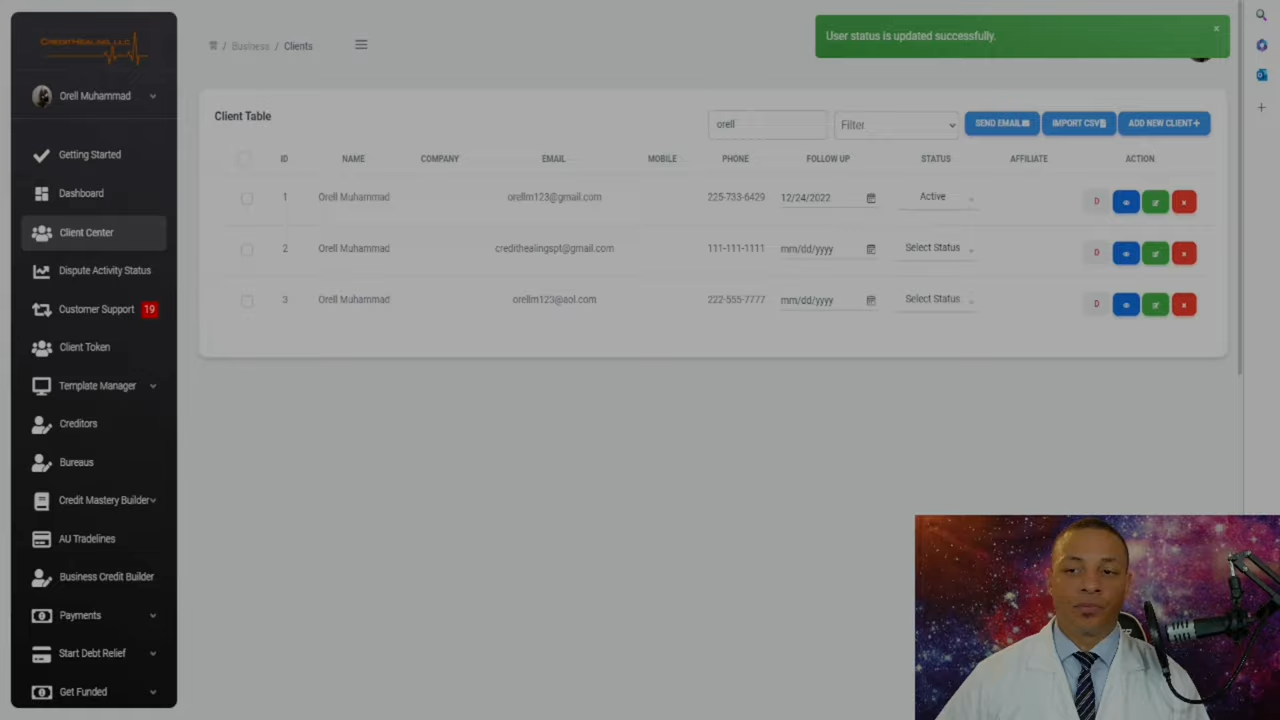 CREDITHEALING, LLC
Orell Muhammad
Getting Started
Dashboard
Client Center
Dispute Activity Status
Customer Support 19
Client Token
Template Manager
Creditors
Bureaus
Credit Mastery Builder
AU Tradelines
Business Credit Builder
Payments
Start Debt Relief
Get Funded
/ Business / Clients
User status is updated successfully. ×
Client Table
orell
Filter
SEND EMAIL
IMPORT CSV
ADD NEW CLIENT+
ID NAME COMPANY EMAIL MOBILE PHONE FOLLOW UP STATUS AFFILIATE ACTION
1 Orell Muhammad orellm123@gmail.com 225-733-6429 12/24/2022 Active D
2 Orell Muhammad credithealingspt@gmail.com 111-111-1111 mm/dd/yyyy Select Status D
3 Orell Muhammad orellm123@aol.com 222-555-7777 mm/dd/yyyy Select Status D